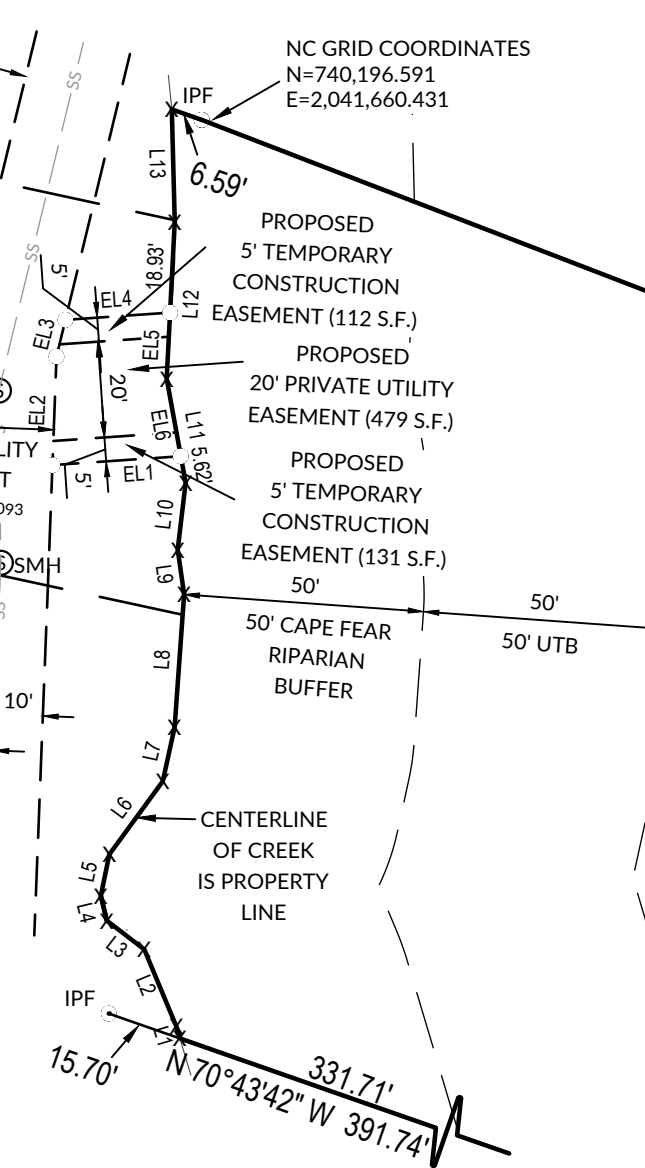 NC GRID COORDINATES
N=740,196.591
E=2,041,660.431
IPF
SS
L13
6.59'
PROPOSED
5' TEMPORARY
CONSTRUCTION
EASEMENT (112 S.F.)
18.93'
SS
5'
EL4
L12
EL3
EL5
PROPOSED
20' PRIVATE UTILITY
EASEMENT (479 S.F.)
20'
EL2
EL6
L11 5.62'
S
LITY
T
093
5'
EL1
PROPOSED
5' TEMPORARY
CONSTRUCTION
EASEMENT (131 S.F.)
L10
SMH
L9
SS
50'
50'
50' CAPE FEAR
RIPARIAN
BUFFER
50' UTB
L8
10'
L7
L6
CENTERLINE
OF CREEK
IS PROPERTY
LINE
L5
L4
L3
L2
IPF
L1
15.70'
331.71'
N 70°43'42" W 391.74'